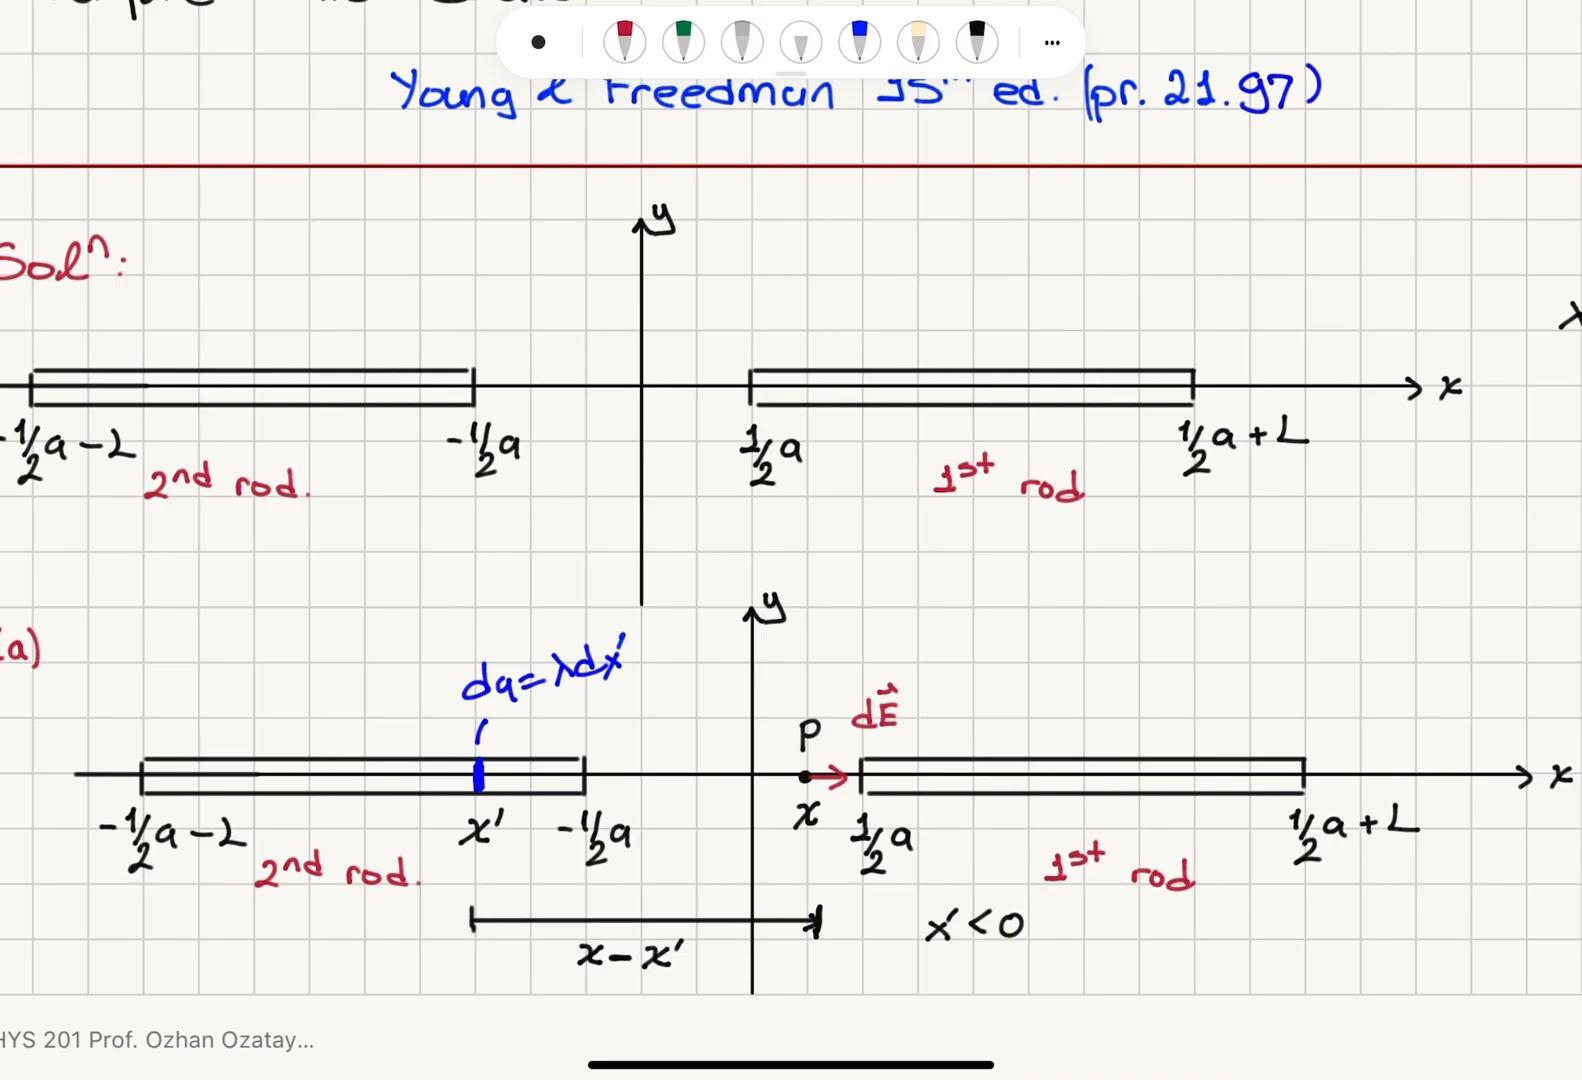 Young & Freedman 15th ed. (pr. 21.97)
Solⁿ:
y
x
-1/2a-L
-1/2a
1/2a
1/2a+L
2nd rod.
1st rod
(a)
y
dq=λdx'
P
dE⃗
x
-1/2a-L
x'
-1/2a
x
1/2a
1/2a+L
2nd rod.
1st rod
x-x'
x'<0
HYS 201 Prof. Ozhan Ozatay...